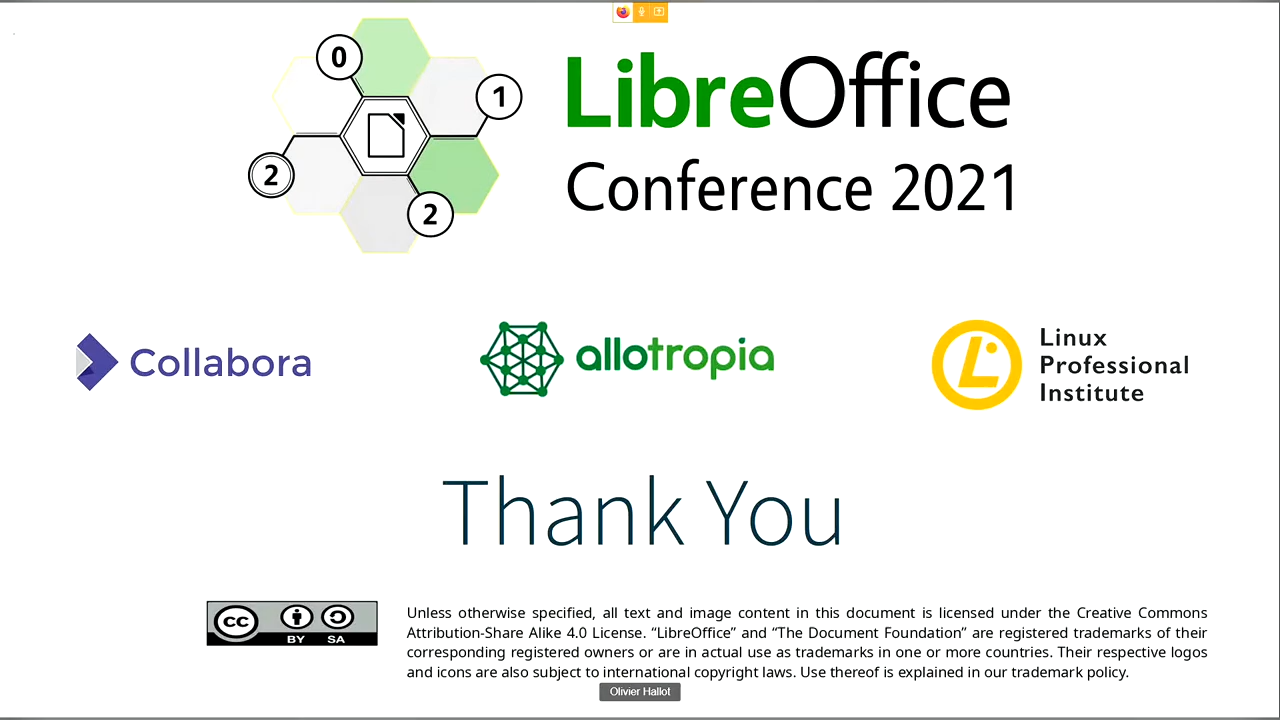 0
1
2
2
LibreOffice
Conference 2021
Collabora
allotropia
Linux
Professional
Institute
Thank You
cc
BY SA
Unless otherwise specified, all text and image content in this document is licensed under the Creative Commons
Attribution-Share Alike 4.0 License. “LibreOffice” and “The Document Foundation” are registered trademarks of their
corresponding registered owners or are in actual use as trademarks in one or more countries. Their respective logos
and icons are also subject to international copyright laws. Use thereof is explained in our trademark policy.
Olivier Hallot